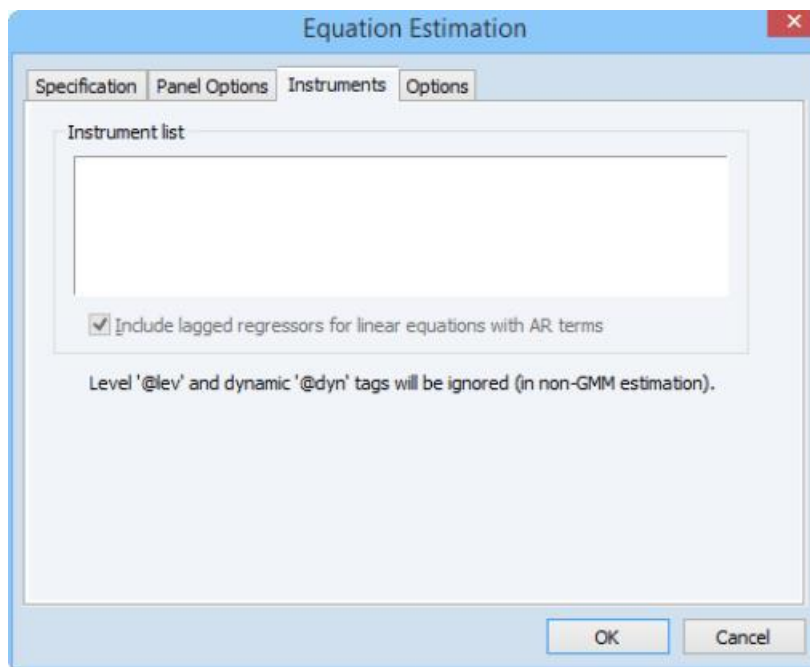 Equation Estimation
Specification Panel Options Instruments Options
Instrument list
Include lagged regressors for linear equations with AR terms
Level '@lev' and dynamic '@dyn' tags will be ignored (in non-GMM estimation).
OK Cancel